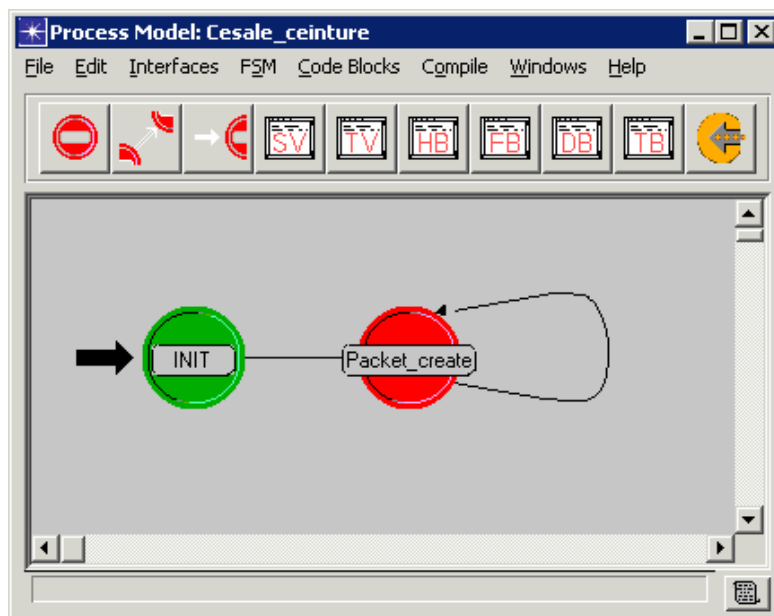 Process Model: Cesale_ceinture
File Edit Interfaces FSM Code Blocks Compile Windows Help
SV TV HB FB DB TB
INIT Packet_create